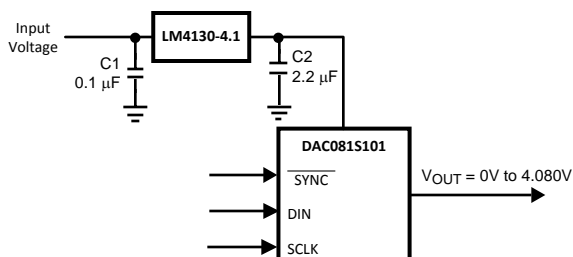 Input
Voltage
LM4130-4.1
C1
0.1 µF
C2
2.2 µF
DAC081S101
SYNC
VOUT = 0V to 4.080V
DIN
SCLK